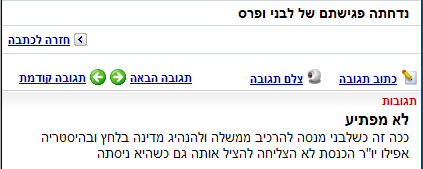 נדחתה פגישתם של לבני ופרס
חזרה לכתבה
כתוב תגובה צלם תגובה תגובה הבאה תגובה קודמת
תגובות
לא מפתיע
ככה זה כשלבני מנסה להרכיב ממשלה ולהנהיג מדינה בלחץ ובהיסטריה
אפילו יו"ר הכנסת לא הצליחה להציל אותה גם כשהיא ניסתה